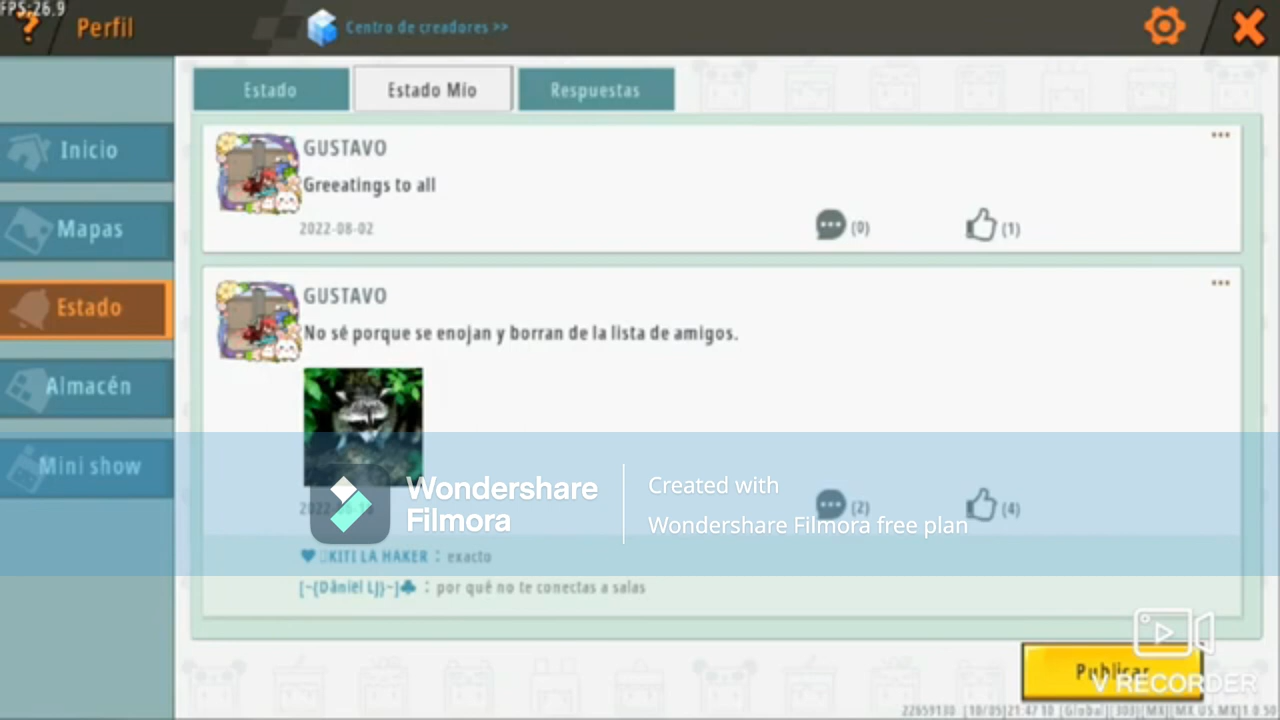 FPS:26.9
? Perfil
Centro de creadores >>
Estado
Estado Mío
Respuestas
Inicio
Mapas
Estado
Almacén
Mini show
GUSTAVO
Greeatings to all
2022-08-02
(0)
(1)
GUSTAVO
No sé porque se enojan y borran de la lista de amigos.
(2)
(4)
KITI LA HAKER : exacto
[~{Dàniël LJ}~]♣ : por qué no te conectas a salas
Wondershare
Filmora
Created with
Wondershare Filmora free plan
Publicar
V RECORDER